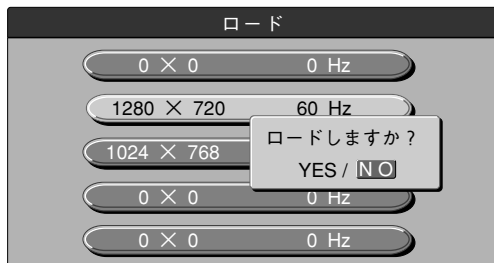 ロード
0 × 0 0 Hz
1280 × 720 60 Hz
ロードしますか？
1024 × 768
YES / NO
0 × 0 0 Hz
0 × 0 0 Hz